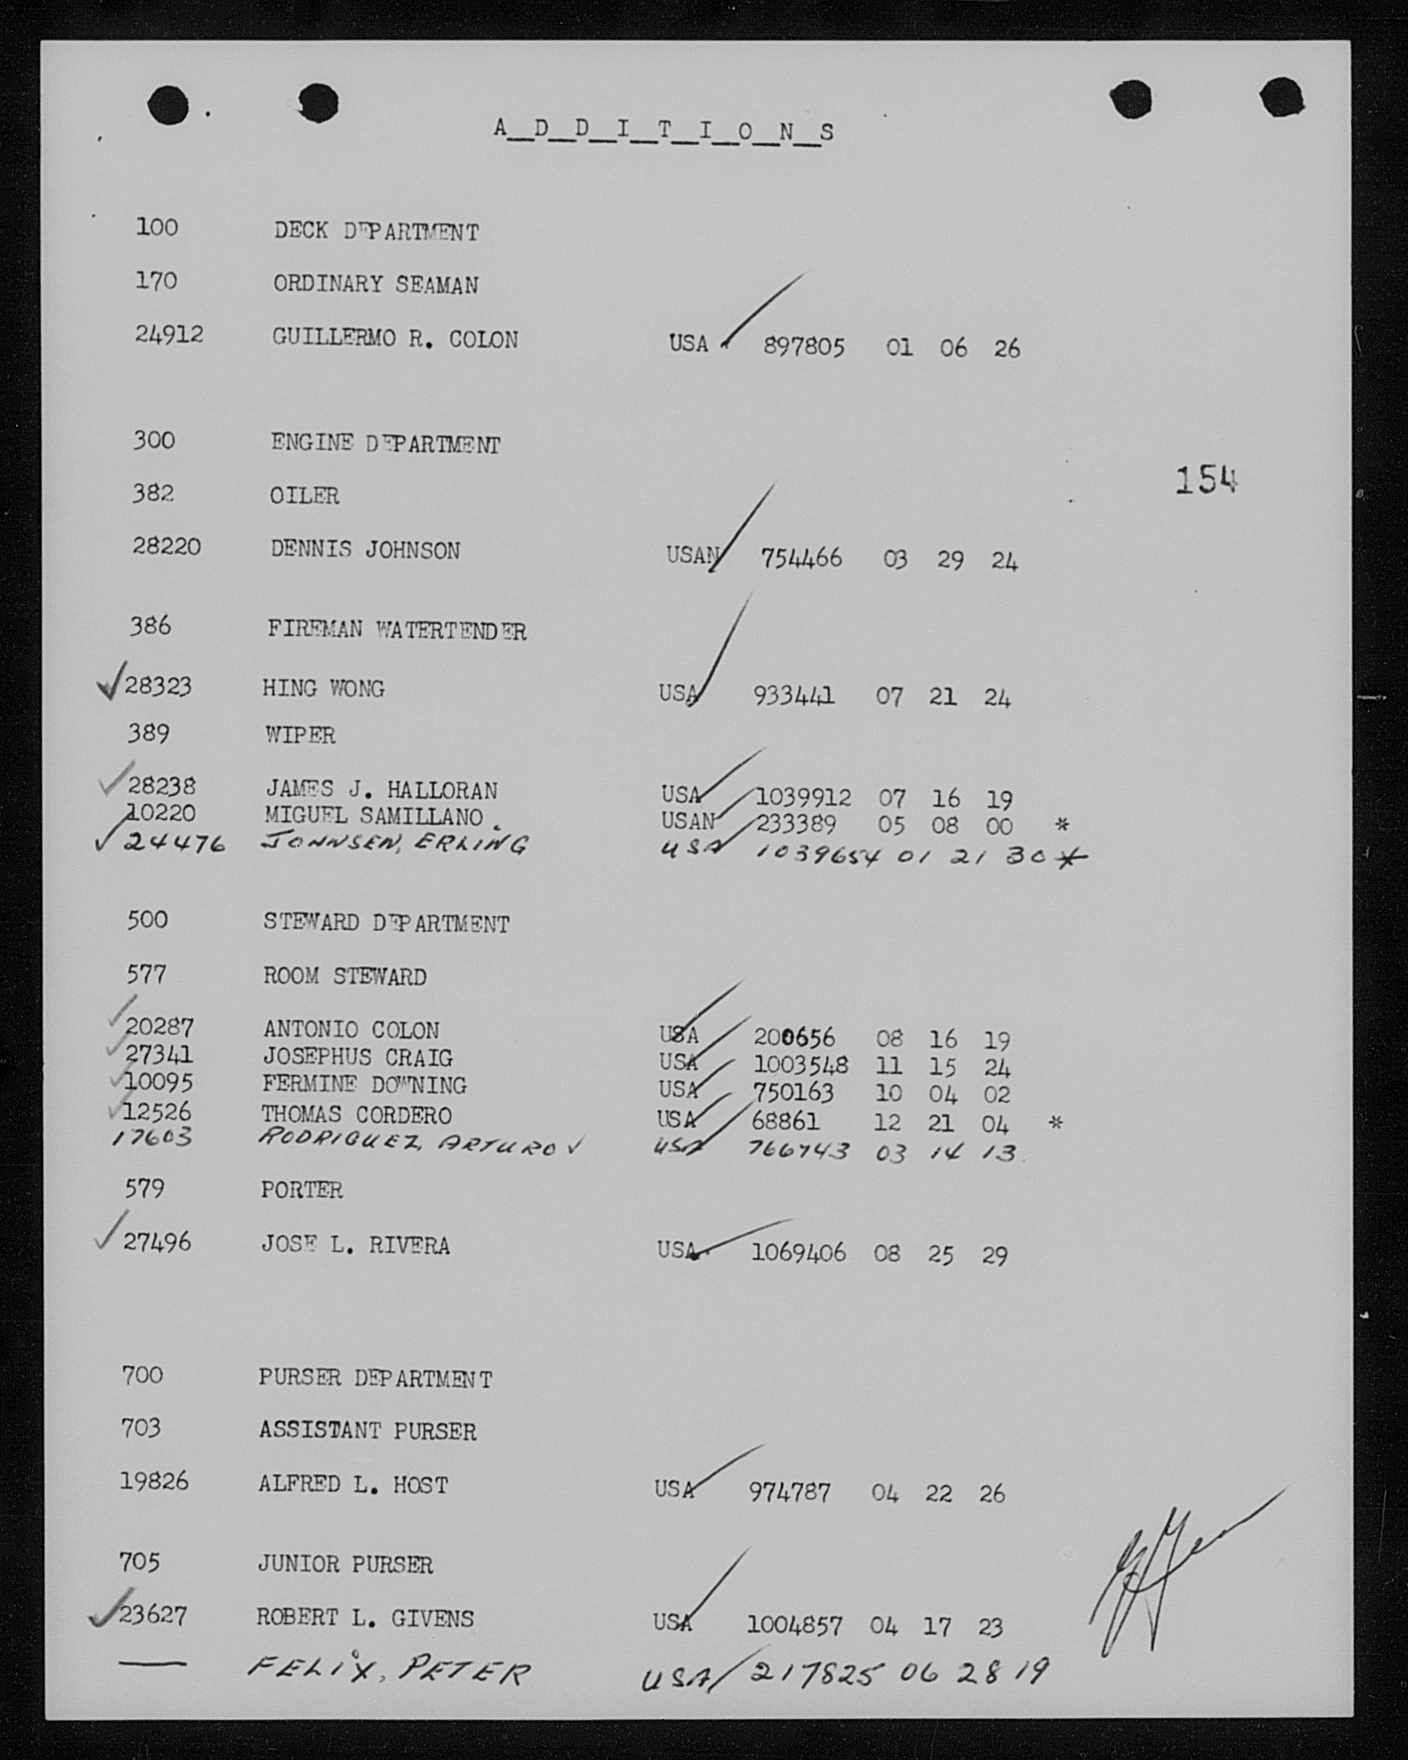 A D D I T I O N S
100 DECK DEPARTMENT
170 ORDINARY SEAMAN
24912 GUILLERMO R. COLON USA 897805 01 06 26
300 ENGINE DEPARTMENT
154
382 OILER
28220 DENNIS JOHNSON USAN 754466 03 29 24
386 FIREMAN WATERTENDER
28323 HING WONG USA 933441 07 21 24
389 WIPER
28238 JAMES J. HALLORAN USA 1039912 07 16 19
10220 MIGUEL SAMILLANO. USAN 233389 05 08 00 *
24476 JOHNSEN, ERLING USA 1039654 01 21 30 *
500 STEWARD DEPARTMENT
577 ROOM STEWARD
20287 ANTONIO COLON USA 200656 08 16 19
27341 JOSEPHUS CRAIG USA 1003548 11 15 24
10095 FERMINE DOWNING USA 750163 10 04 02
12526 THOMAS CORDERO USA 68861 12 21 04 *
17603 RODRIGUEZ, ARTURO ✓ USA 766743 03 14 13
579 PORTER
27496 JOSE L. RIVERA USA 1069406 08 25 29
700 PURSER DEPARTMENT
703 ASSISTANT PURSER
19826 ALFRED L. HOST USA 974787 04 22 26
705 JUNIOR PURSER
23627 ROBERT L. GIVENS USA 1004857 04 17 23
— FELIX, PETER USA 217825 06 28 19